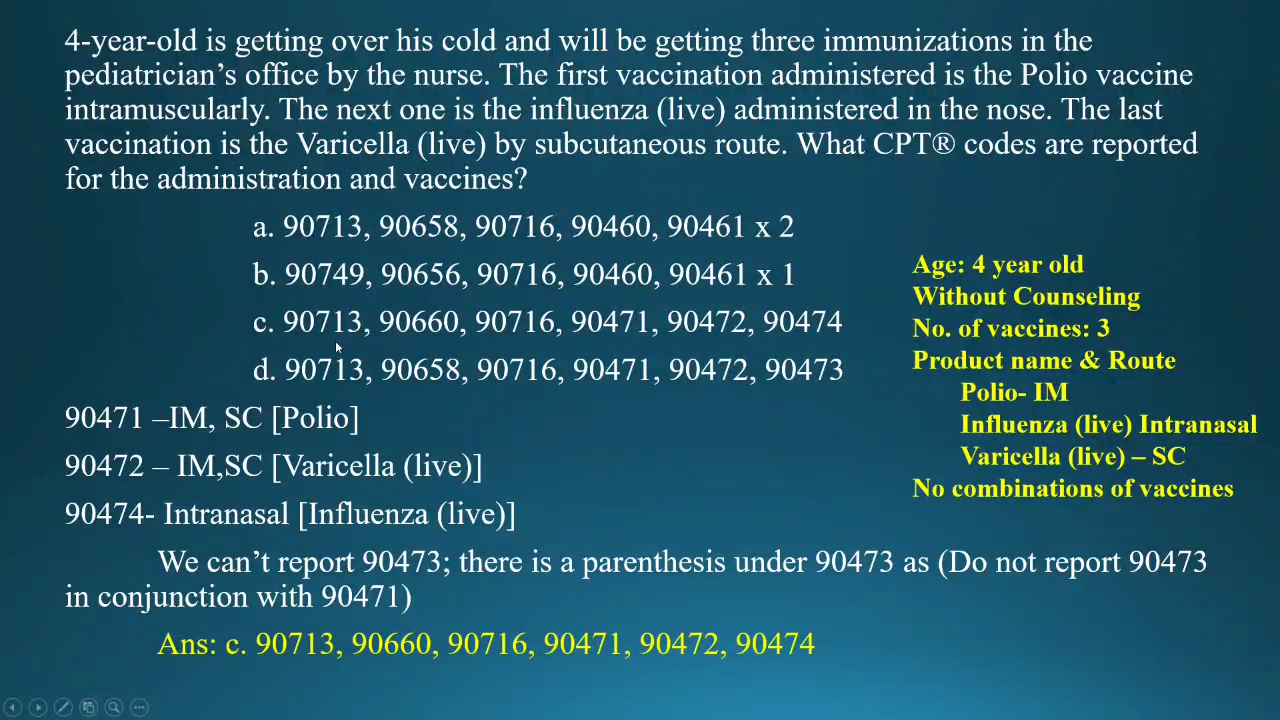 4-year-old is getting over his cold and will be getting three immunizations in the
pediatrician’s office by the nurse. The first vaccination administered is the Polio vaccine
intramuscularly. The next one is the influenza (live) administered in the nose. The last
vaccination is the Varicella (live) by subcutaneous route. What CPT® codes are reported
for the administration and vaccines?
a. 90713, 90658, 90716, 90460, 90461 x 2
b. 90749, 90656, 90716, 90460, 90461 x 1
c. 90713, 90660, 90716, 90471, 90472, 90474
d. 90713, 90658, 90716, 90471, 90472, 90473
90471 –IM, SC [Polio]
90472 – IM,SC [Varicella (live)]
90474- Intranasal [Influenza (live)]
We can’t report 90473; there is a parenthesis under 90473 as (Do not report 90473
in conjunction with 90471)
Ans: c. 90713, 90660, 90716, 90471, 90472, 90474
Age: 4 year old
Without Counseling
No. of vaccines: 3
Product name & Route
Polio- IM
Influenza (live) Intranasal
Varicella (live) – SC
No combinations of vaccines